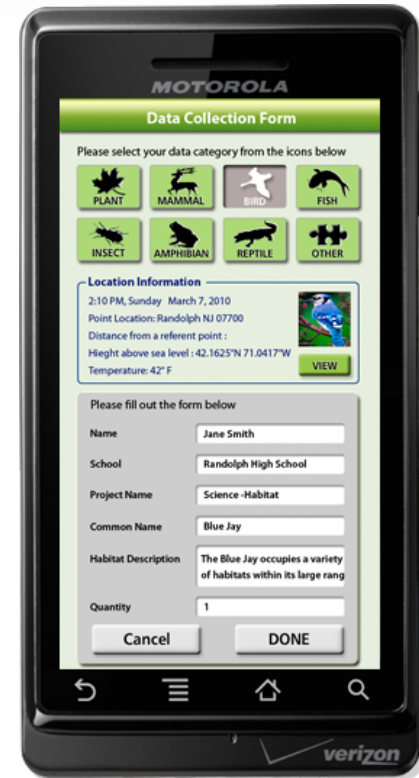 MOTOROLA
Data Collection Form
Please select your data category from the icons below
PLANT MAMMAL BIRD FISH
INSECT AMPHIBIAN REPTILE OTHER
Location Information
2:10 PM, Sunday March 7, 2010
Point Location: Randolph NJ 07700
Distance from a referent point :
Hieght above sea level : 42.1625°N 71.0417°W
Temperature: 42° F
VIEW
Please fill out the form below
Name Jane Smith
School Randolph High School
Project Name Science -Habitat
Common Name Blue Jay
Habitat Description The Blue Jay occupies a variety
of habitats within its large rang
Quantity 1
Cancel DONE
verizon